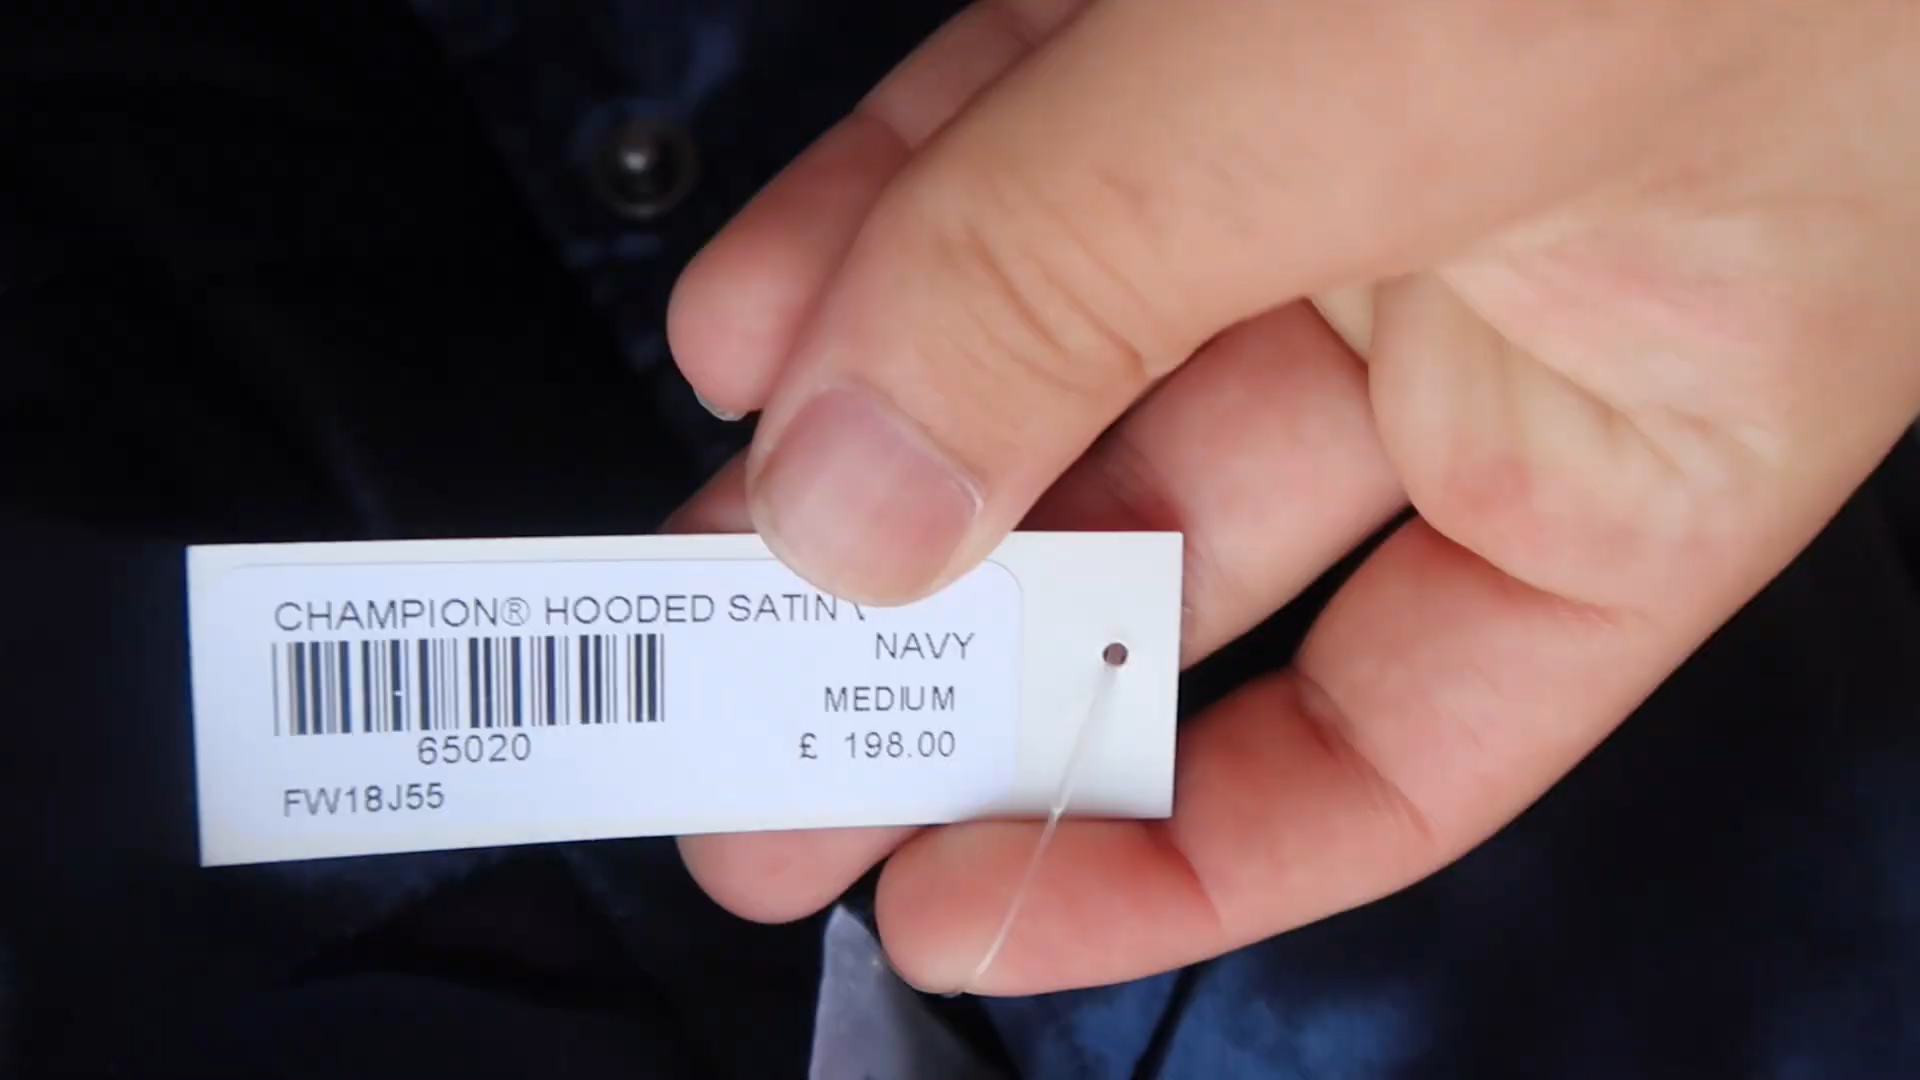 CHAMPION® HOODED SATIN
NAVY
MEDIUM
65020
£ 198.00
FW18J55